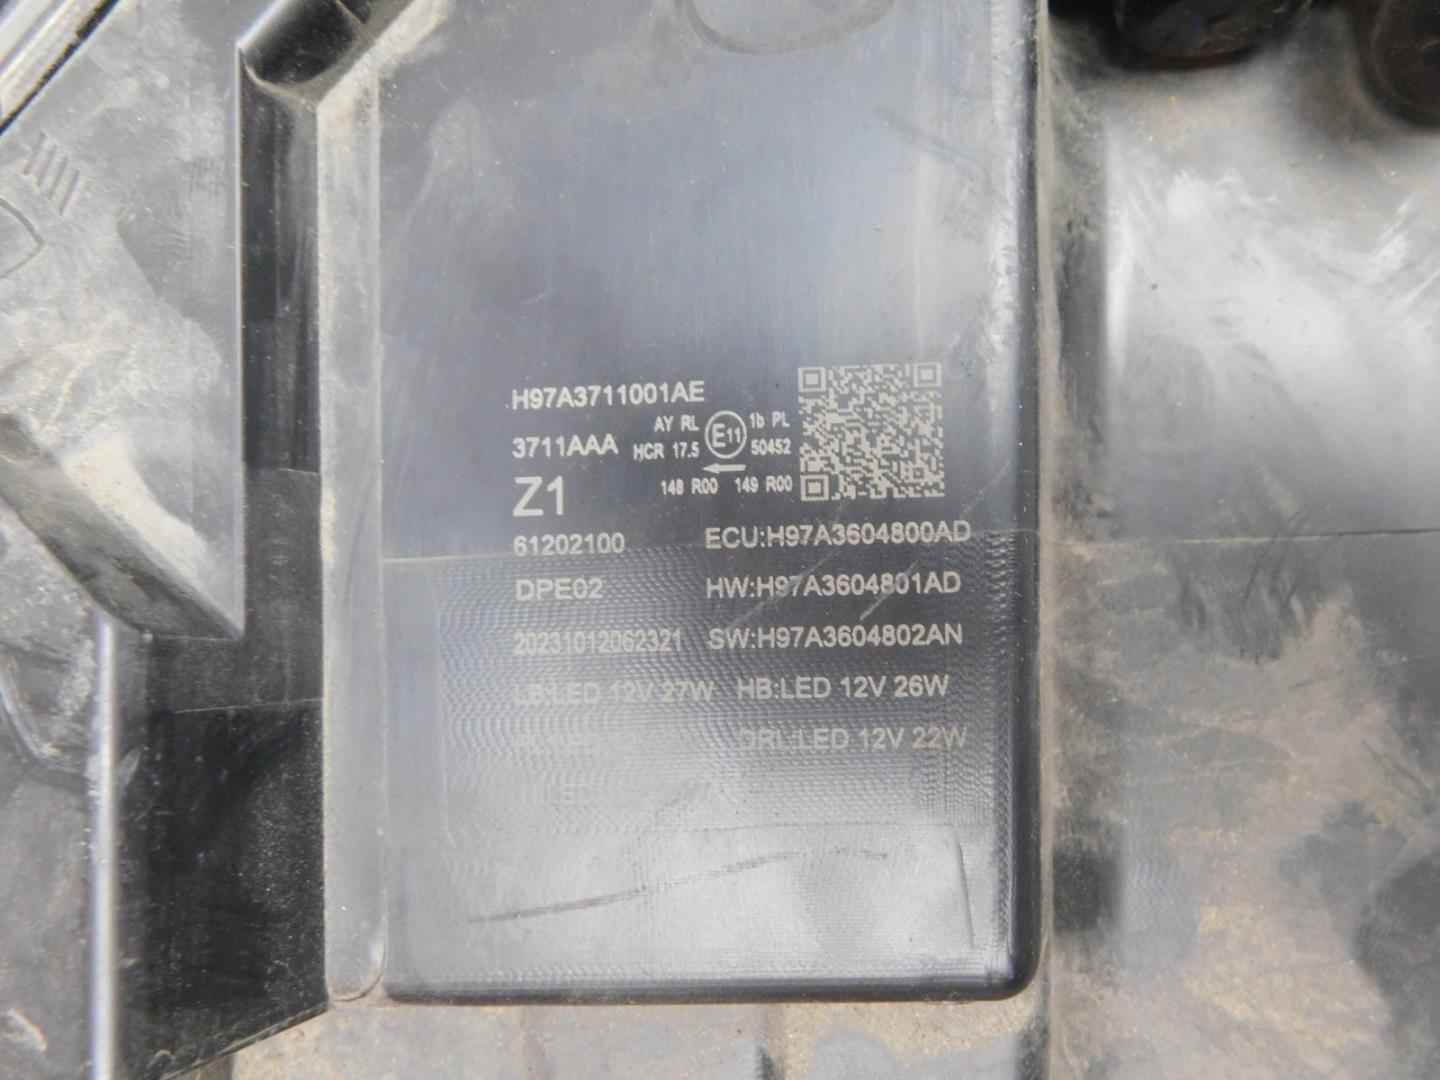 H97A3711001AE
AY RL E11 1b PL
3711AAA HCR 17.5 50452
148 R00 149 R00
Z1
61202100 ECU:H97A3604800AD
DPE02 HW:H97A3604801AD
20231012062321 SW:H97A3604802AN
LB:LED 12V 27W HB:LED 12V 26W
DRL:LED 12V 22W